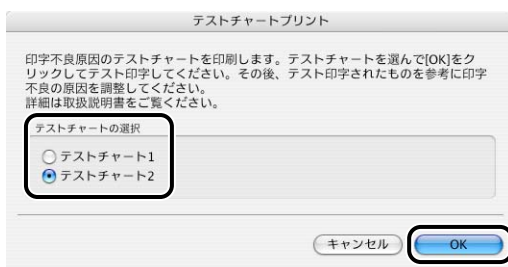 テストチャートプリント
印字不良原因のテストチャートを印刷します。テストチャートを選んで[OK]をク
リックしてテスト印字してください。その後、テスト印字されたものを参考に印字
不良の原因を調整してください。
詳細は取扱説明書をご覧ください。
テストチャートの選択
テストチャート1
テストチャート2
キャンセル
OK